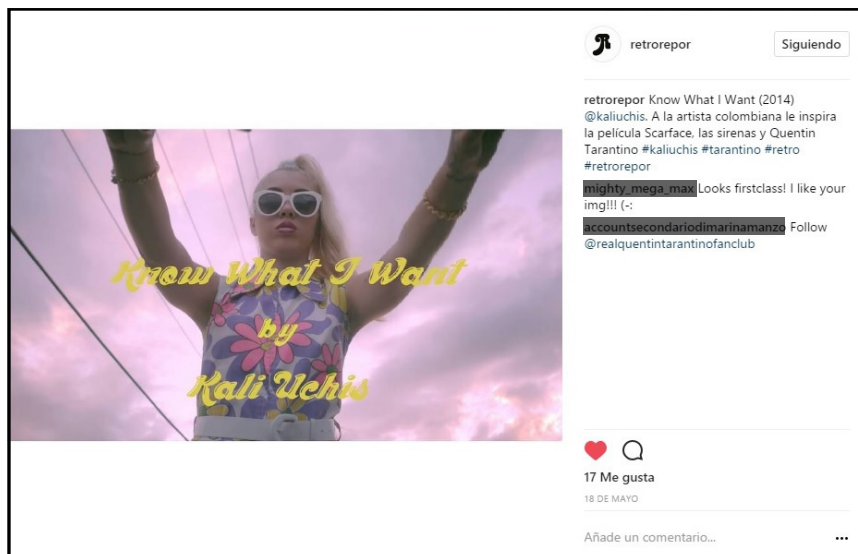 Know What I Want
by
Kali Uchis
R
retrorepor
Siguiendo
retrorepor Know What I Want (2014)
@kaliuchis. A la artista colombiana le inspira
la película Scarface, las sirenas y Quentin
Tarantino #kaliuchis #tarantino #retro
#retrorepor
mighty_mega_max Looks firstclass! I like your
img!!! (-:
accountsecondariodimarinamanzo Follow
@realquentintarantinofanclub
17 Me gusta
18 DE MAYO
Añade un comentario...